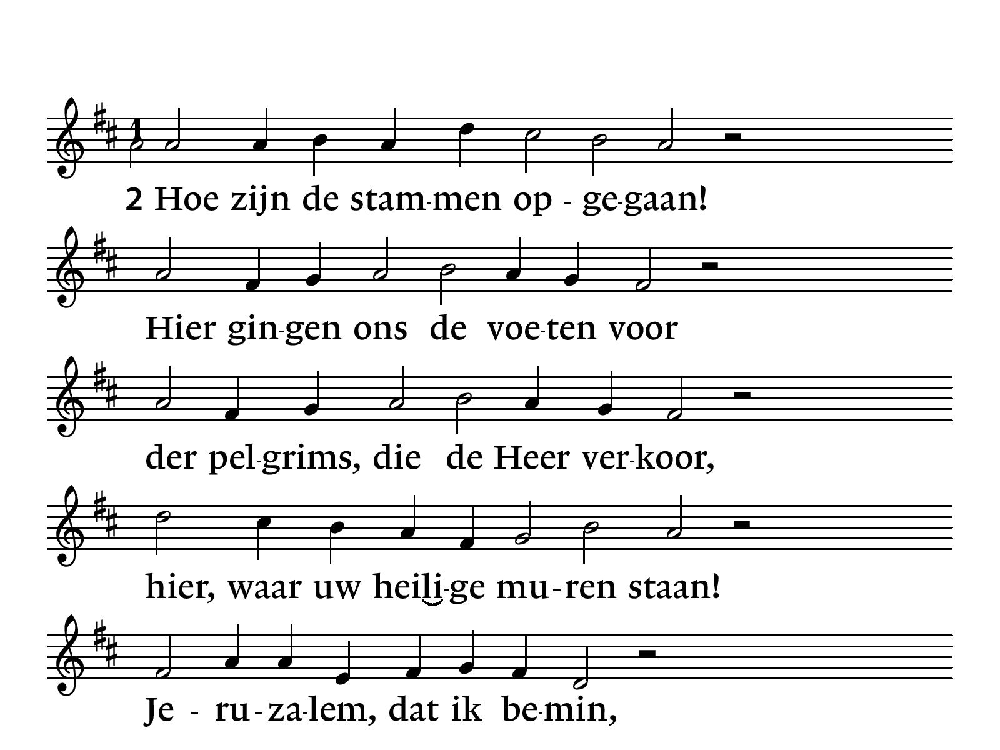 1
2 Hoe zijn de stam-men op - ge-gaan!
Hier gin-gen ons de voe-ten voor
der pel-grims, die de Heer ver-koor,
hier, waar uw heili-ge mu-ren staan!
Je - ru-za-lem, dat ik be-min,